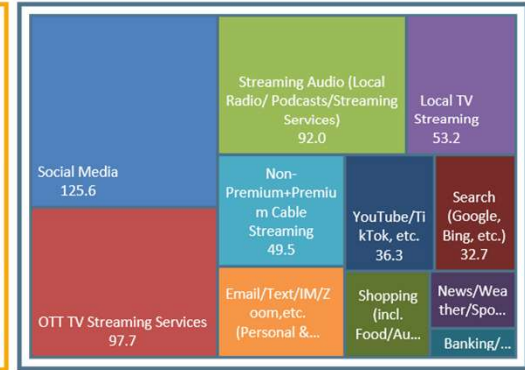 Social Media
125.6
OTT TV Streaming Services
97.7
Streaming Audio (Local
Radio/ Podcasts/Streaming
Services)
92.0
Local TV
Streaming
53.2
Non-
Premium+Premiu
m Cable
Streaming
49.5
YouTube/Ti
kTok, etc.
36.3
Search
(Google,
Bing, etc.)
32.7
Email/Text/IM/Z
oom,etc.
(Personal &...
Shopping
(incl.
Food/Au...
News/Wea
ther/Spo...
Banking/...